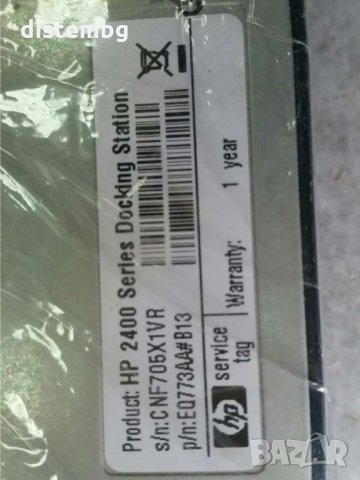 distembg
Product: HP 2400 Series Docking Station
s/n:CNF705X1VR
p/n:EQ773AA#B13
hp
service
tag
Warranty: 1 year
BAZAR